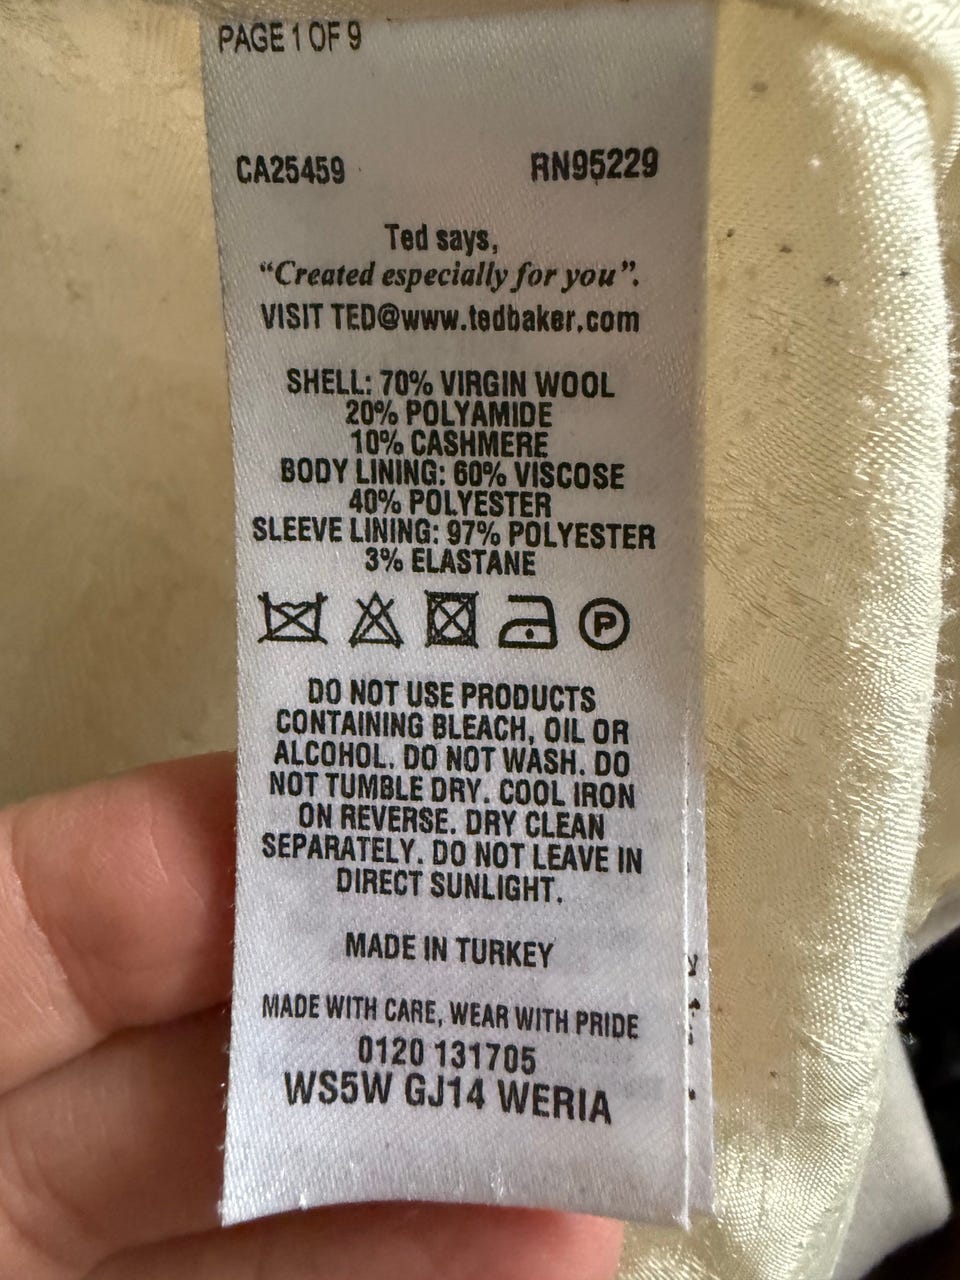 PAGE 1 OF 9
CA25459 RN95229
Ted says,
“Created especially for you”.
VISIT TED@www.tedbaker.com
SHELL: 70% VIRGIN WOOL
20% POLYAMIDE
10% CASHMERE
BODY LINING: 60% VISCOSE
40% POLYESTER
SLEEVE LINING: 97% POLYESTER
3% ELASTANE
P
DO NOT USE PRODUCTS
CONTAINING BLEACH, OIL OR
ALCOHOL. DO NOT WASH. DO
NOT TUMBLE DRY. COOL IRON
ON REVERSE. DRY CLEAN
SEPARATELY. DO NOT LEAVE IN
DIRECT SUNLIGHT.
MADE IN TURKEY
MADE WITH CARE, WEAR WITH PRIDE
0120 131705
WS5W GJ14 WERIA